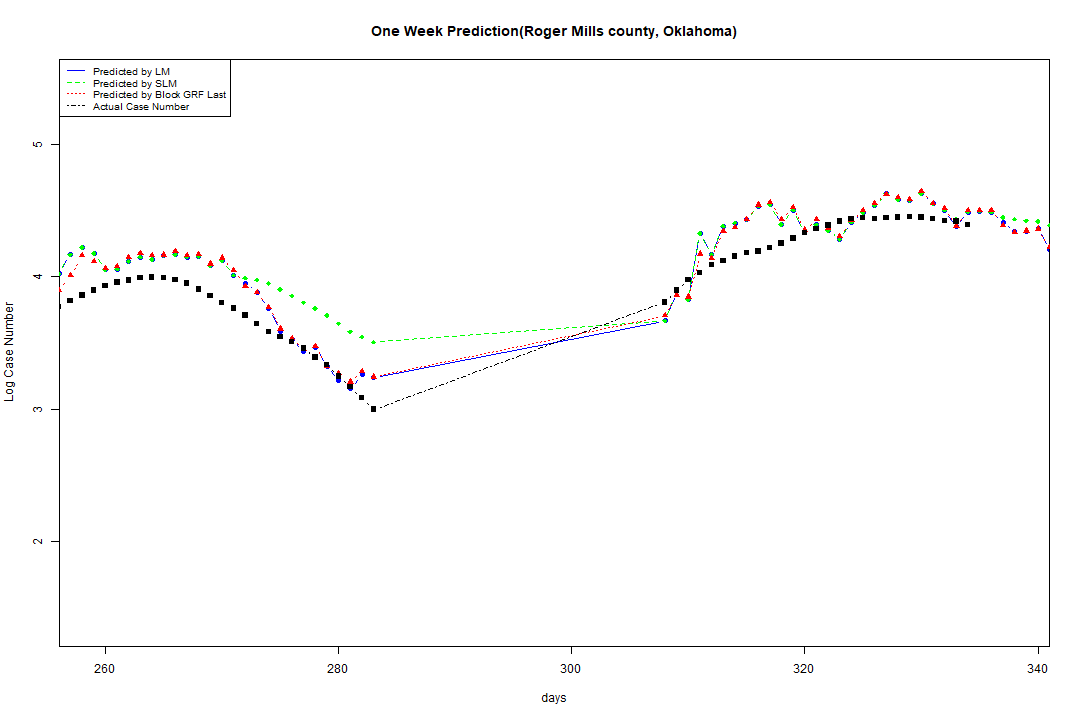 One Week Prediction(Roger Mills county, Oklahoma)
Predicted by LM
Predicted by SLM
Predicted by Block GRF Last
Actual Case Number
5
4
3
2
Log Case Number
260 280 300 320 340
days